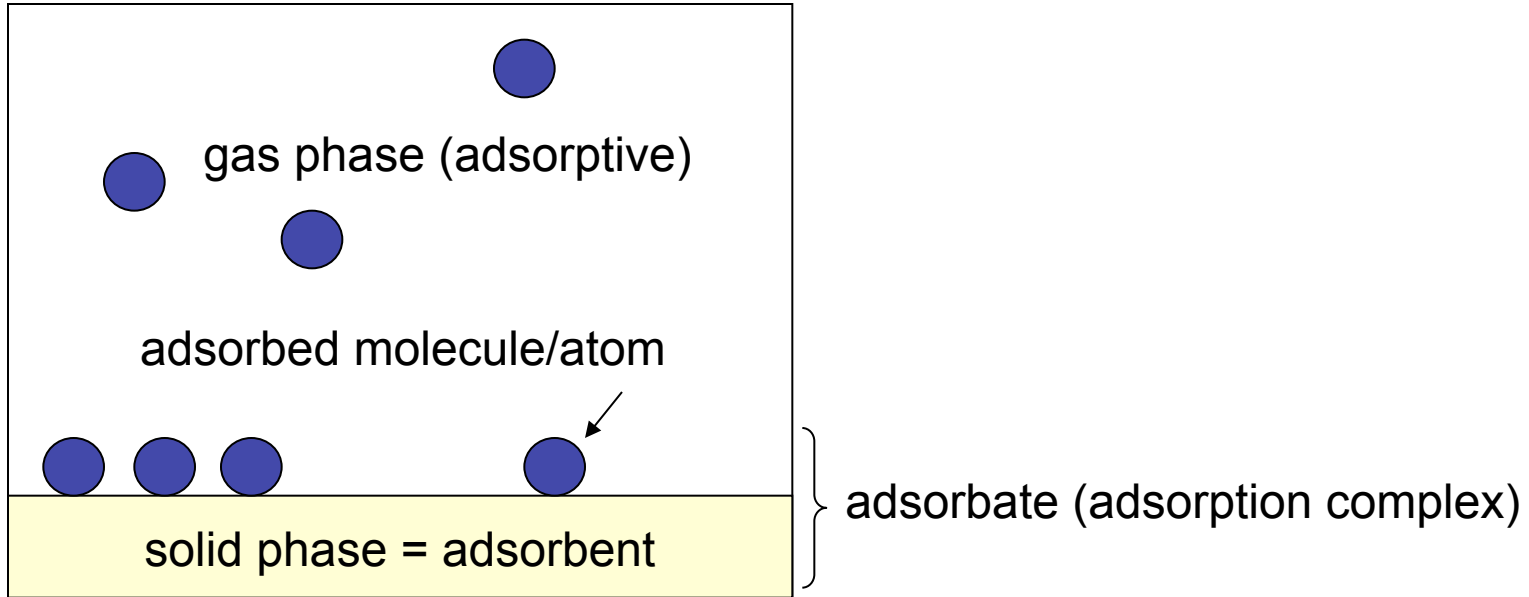 gas phase (adsorptive)
adsorbed molecule/atom
adsorbate (adsorption complex)
solid phase = adsorbent